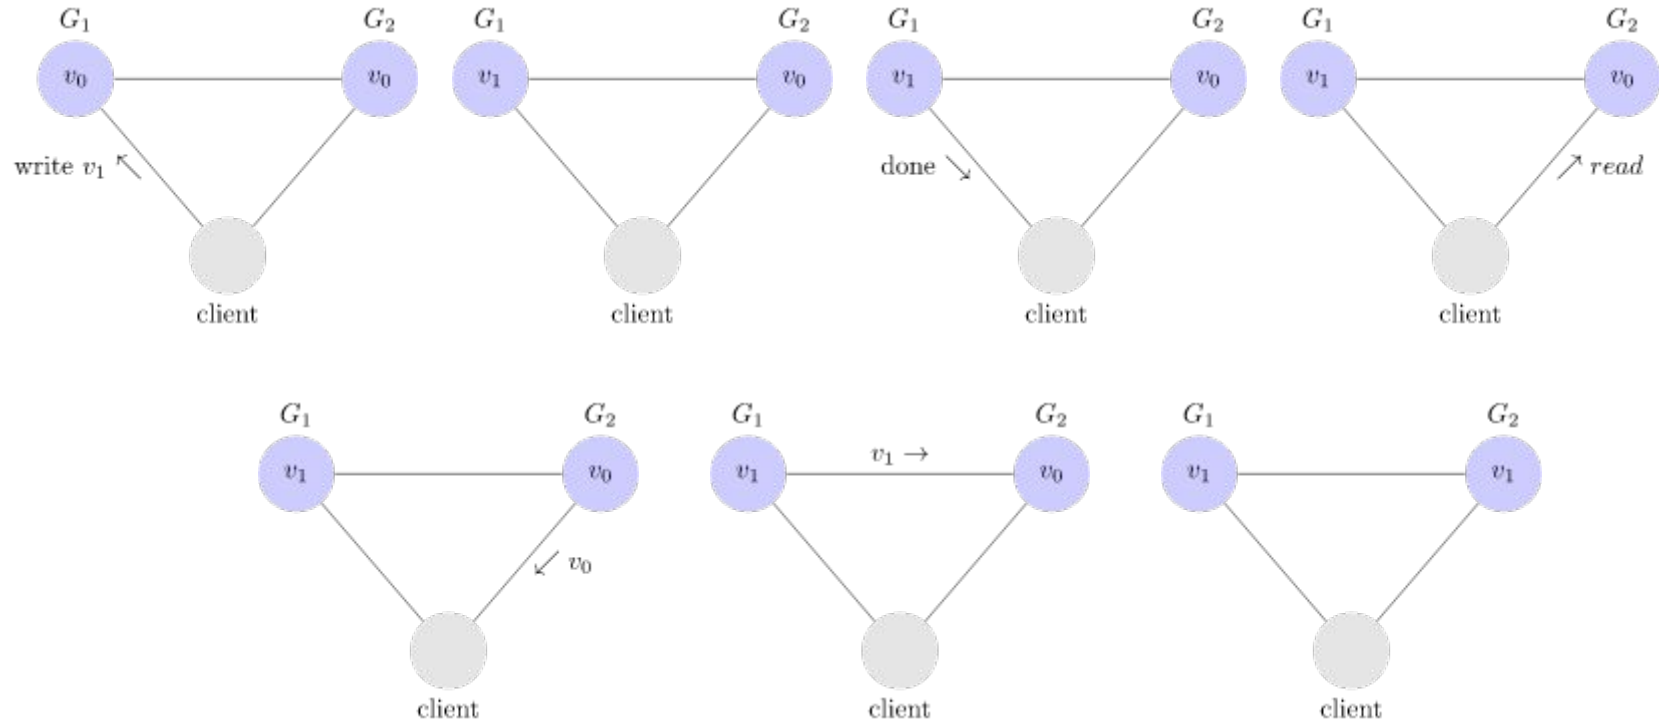 G₁ G₂ G₁ G₂ G₁ G₂ G₁ G₂
v₀ v₀ v₁ v₀ v₁ v₀ v₁ v₀
write v₁ done read
client client client client
G₁ G₂ G₁ G₂ G₁ G₂
v₁ →
v₁ v₀ v₁ v₀ v₁ v₁
v₀
client client client